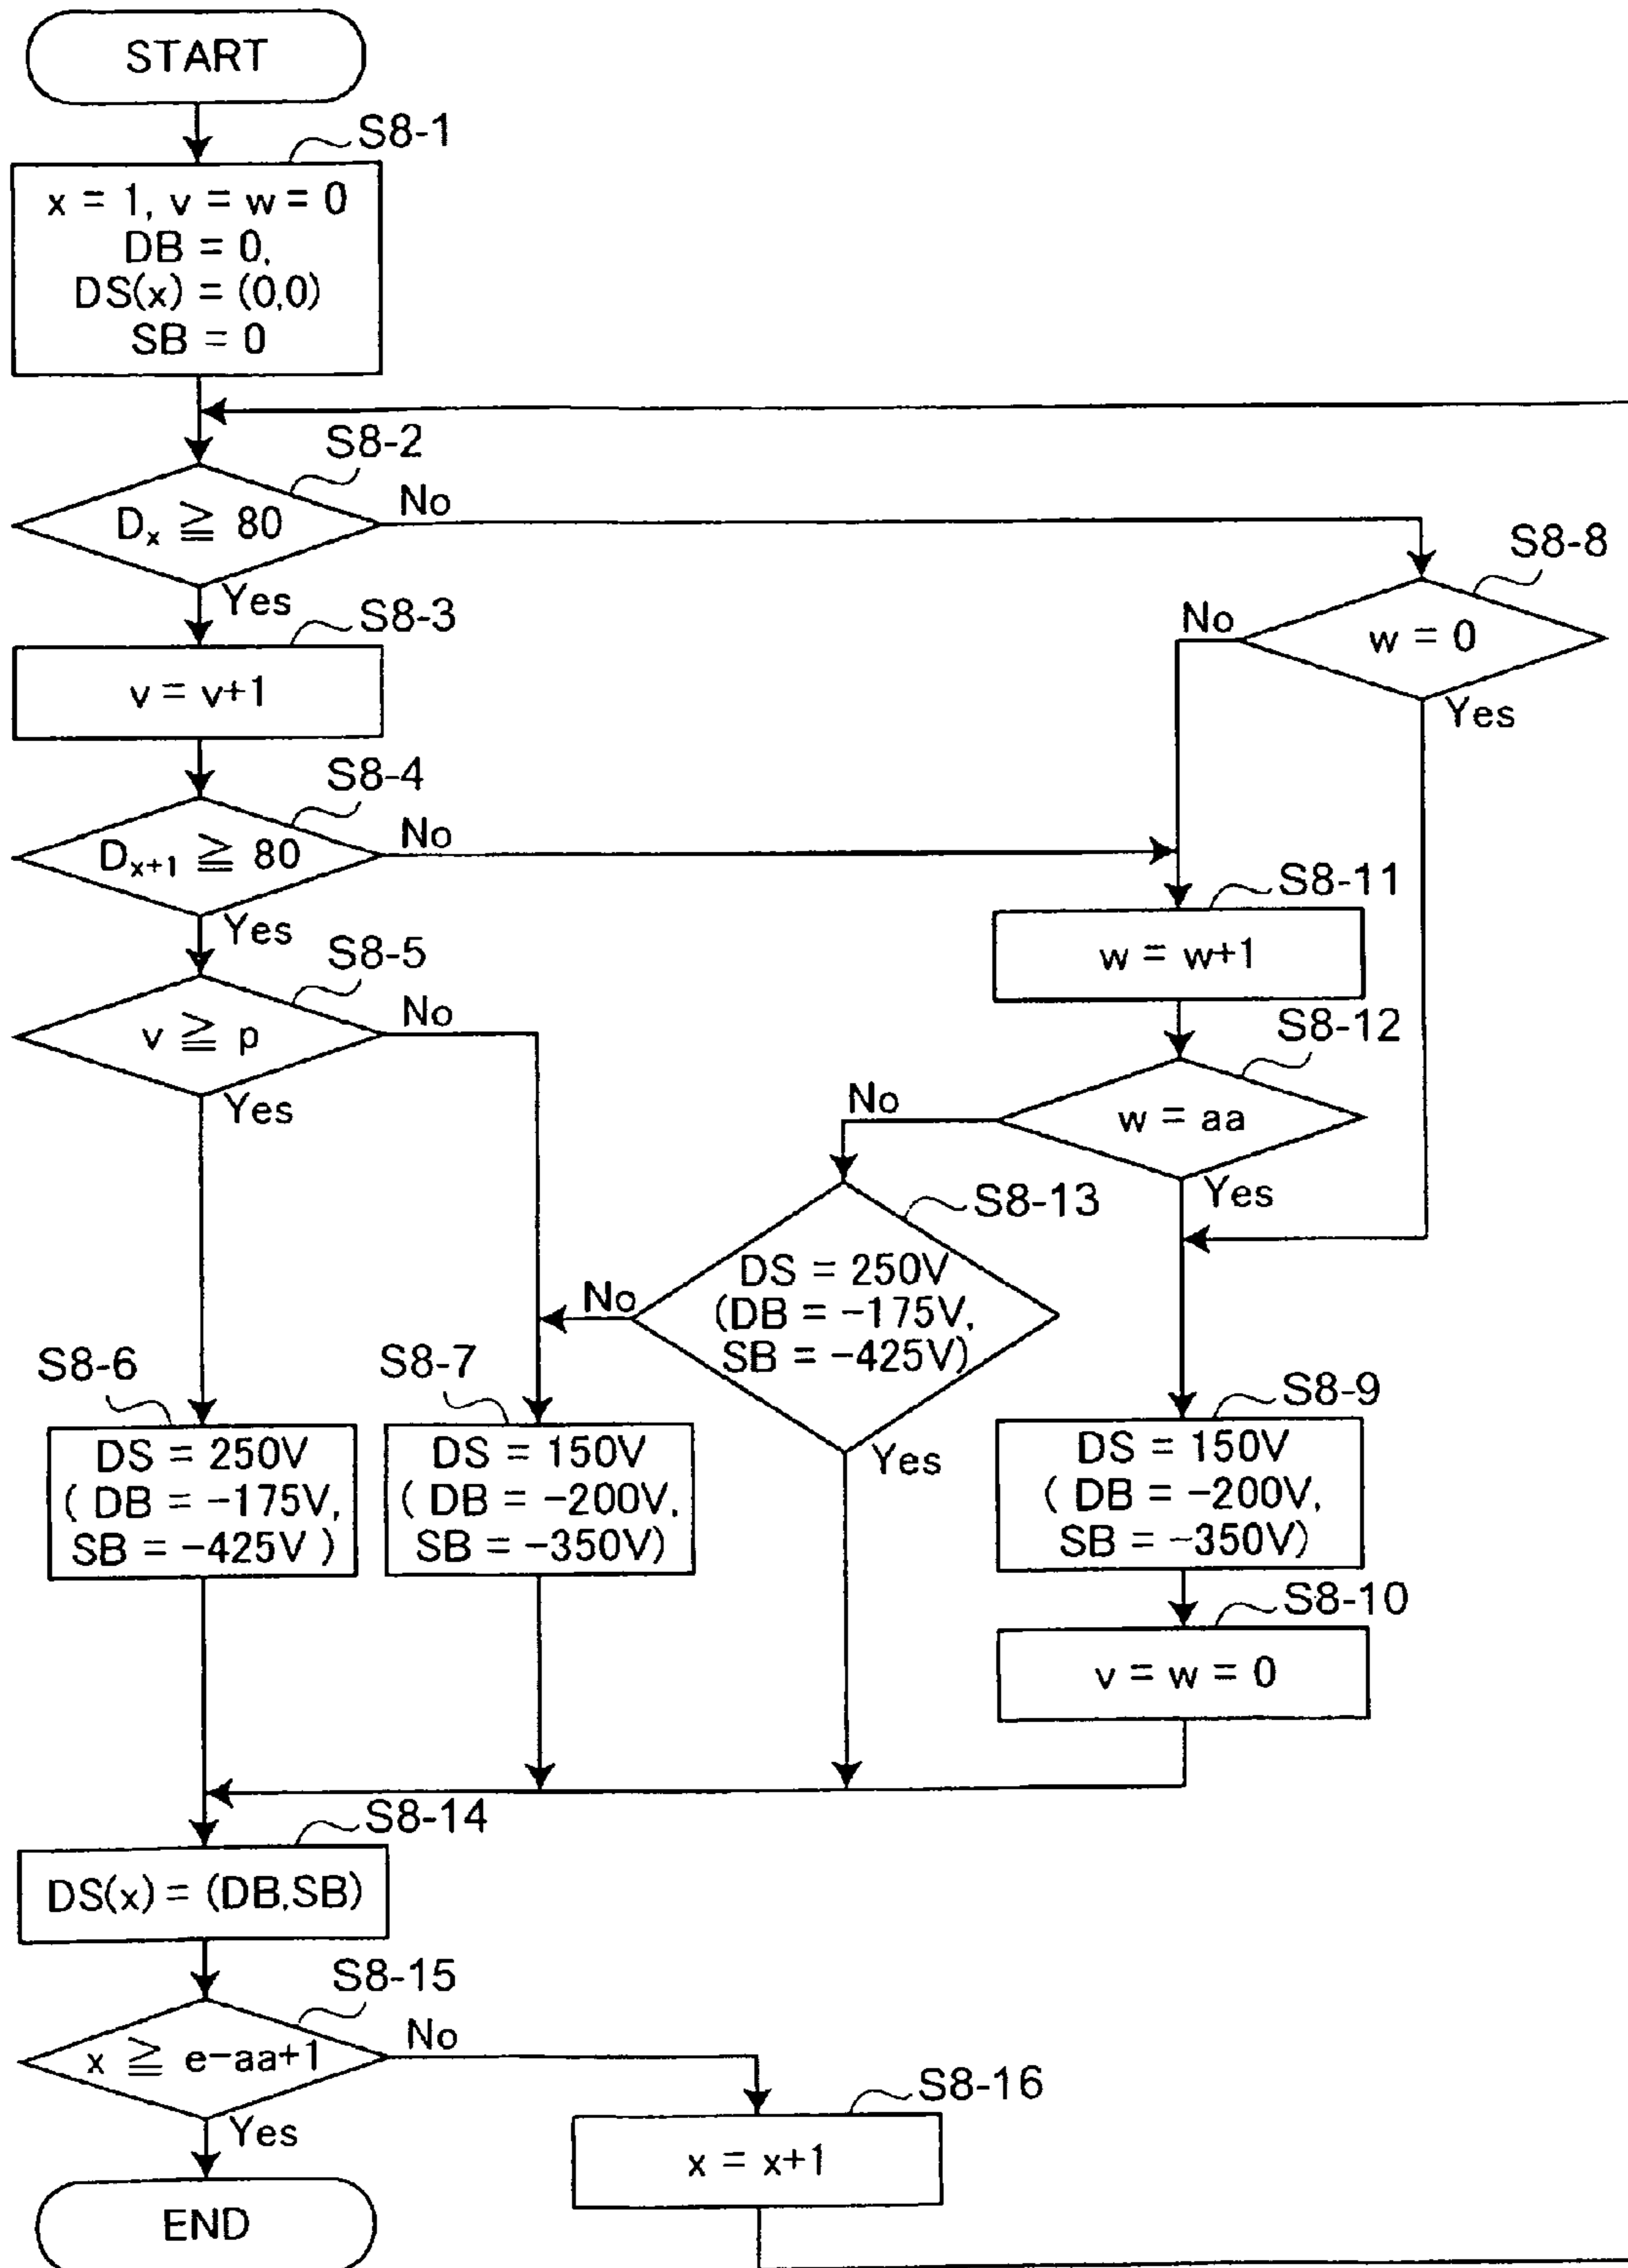 START
S8-1
x = 1, v = w = 0
DB = 0,
DS(x) = (0,0)
SB = 0
S8-2
Dₓ ≧ 80
No
Yes
S8-8
w = 0
No
Yes
S8-3
v = v+1
S8-4
Dₓ₊₁ ≧ 80
No
Yes
S8-11
w = w+1
S8-5
v ≧ p
No
Yes
S8-12
w = aa
No
Yes
S8-13
DS = 250V
(DB = -175V,
SB = -425V)
No
Yes
S8-6
DS = 250V
( DB = -175V,
SB = -425V )
S8-7
DS = 150V
( DB = -200V,
SB = -350V)
S8-9
DS = 150V
( DB = -200V,
SB = -350V)
S8-10
v = w = 0
S8-14
DS(x) = (DB,SB)
S8-15
x ≧ e-aa+1
No
Yes
S8-16
x = x+1
END